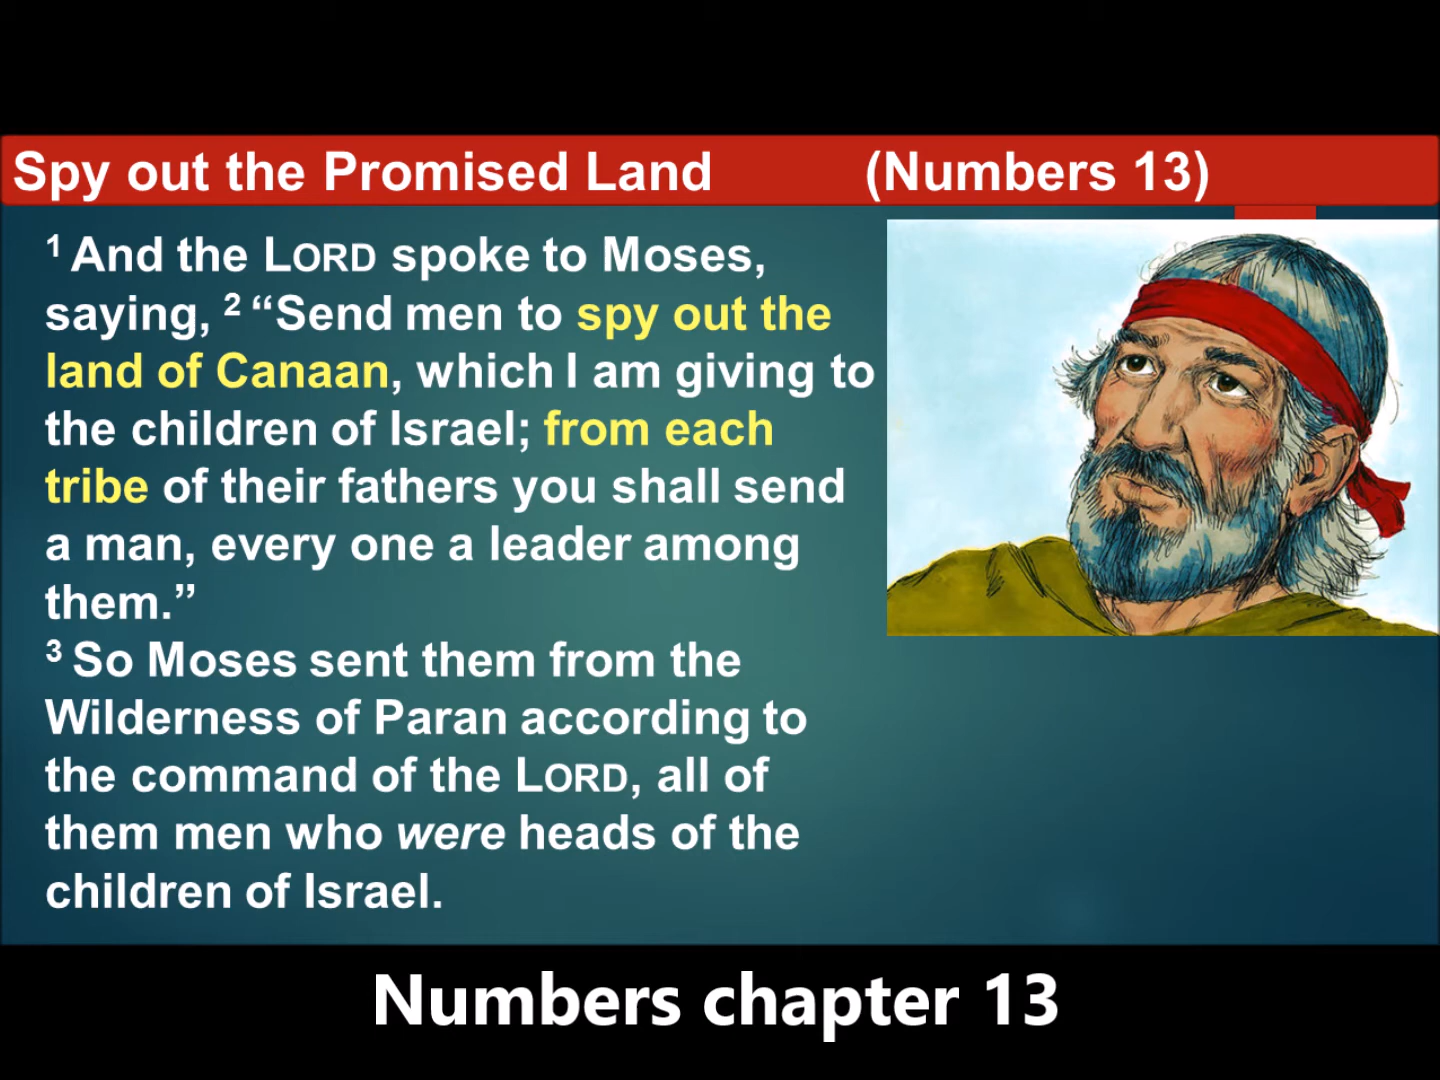 Spy out the Promised Land (Numbers 13)
1 And the LORD spoke to Moses,
saying, 2 “Send men to spy out the
land of Canaan, which I am giving to
the children of Israel; from each
tribe of their fathers you shall send
a man, every one a leader among
them.”
3 So Moses sent them from the
Wilderness of Paran according to
the command of the LORD, all of
them men who were heads of the
children of Israel.
Numbers chapter 13